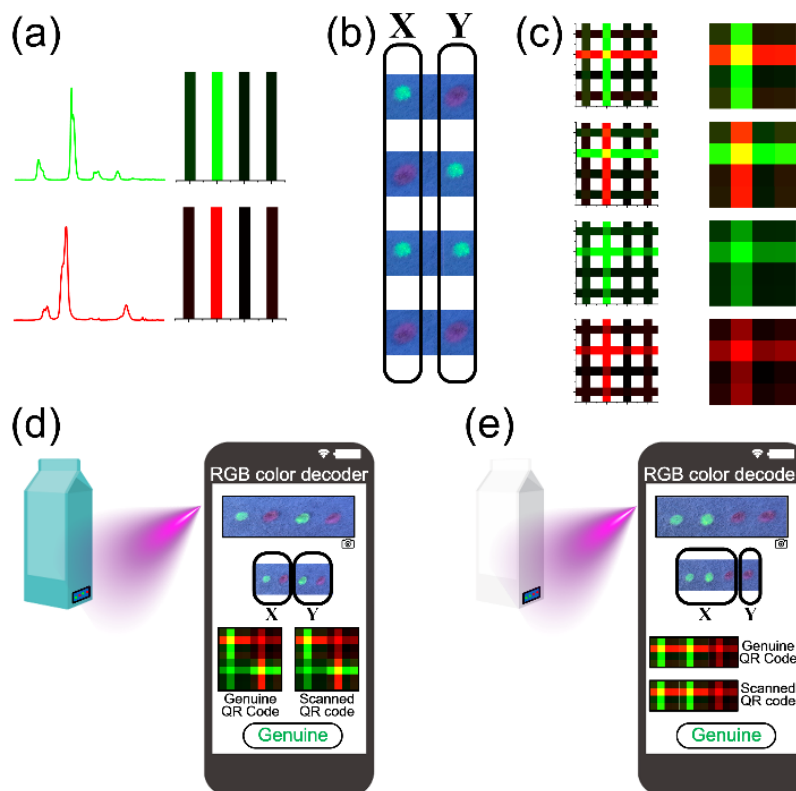 (a)
(b)
X Y
(c)
(d)
RGB color decoder
X Y
Genuine
QR Code
Scanned
QR Code
Genuine
(e)
RGB color decoder
X Y
Genuine
QR Code
Scanned
QR code
Genuine